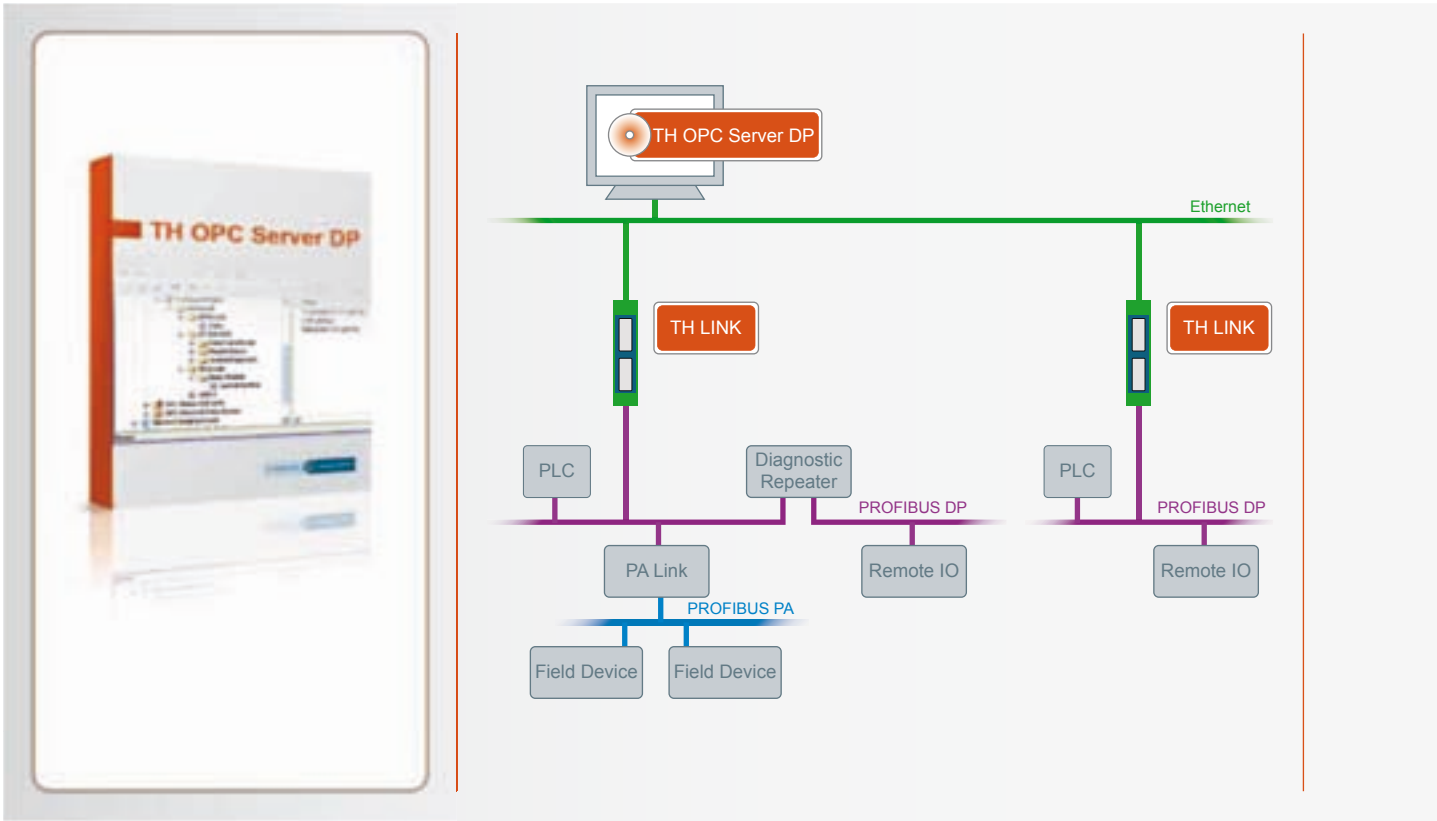 TH OPC Server DP
TH OPC Server DP
Ethernet
TH LINK
TH LINK
PLC
Diagnostic
Repeater
PLC
PROFIBUS DP
PROFIBUS DP
PA Link
Remote IO
Remote IO
PROFIBUS PA
Field Device
Field Device